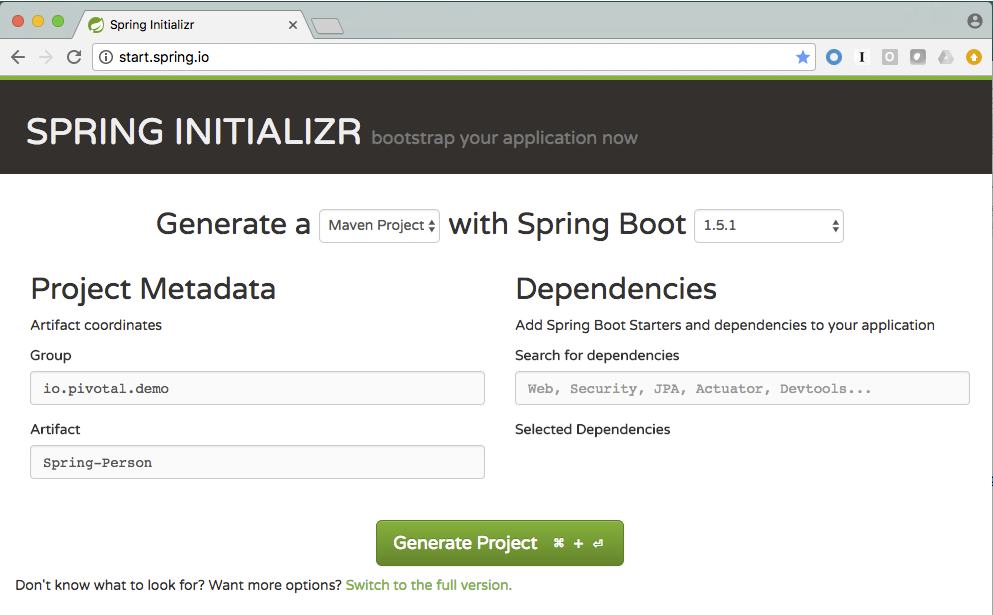 Spring Initializr
start.spring.io
SPRING INITIALIZR bootstrap your application now
Generate a Maven Project with Spring Boot 1.5.1
Project Metadata
Artifact coordinates
Group
io.pivotal.demo
Artifact
Spring-Person
Dependencies
Add Spring Boot Starters and dependencies to your application
Search for dependencies
Web, Security, JPA, Actuator, Devtools...
Selected Dependencies
Generate Project ⌘ + ⏎
Don't know what to look for? Want more options? Switch to the full version.